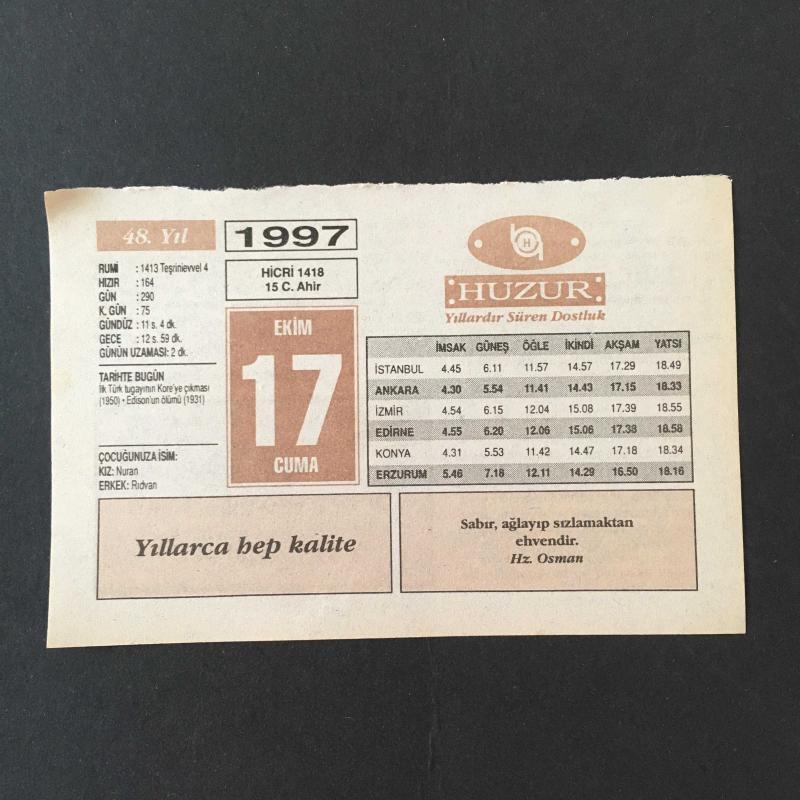 48. Yıl
1997
RUMİ : 1413 Teşrinievvel 4
HIZIR : 164
GÜN : 290
K. GÜN : 75
GÜNDÜZ : 11 s. 4 dk.
GECE : 12 s. 59 dk.
GÜNÜN UZAMASI: 2 dk.
TARİHTE BUGÜN
İlk Türk tugayının Kore'ye çıkması
(1950) • Edison'un ölümü (1931)
ÇOCUĞUNUZA İSİM:
KIZ: Nuran
ERKEK: Rıdvan
HİCRİ 1418
15 C. Ahir
EKİM
17
CUMA
H
HUZUR
Yıllardır Süren Dostluk
İMSAK GÜNEŞ ÖĞLE İKİNDİ AKŞAM YATSI
İSTANBUL 4.45 6.11 11.57 14.57 17.29 18.49
ANKARA 4.30 5.54 11.41 14.43 17.15 18.33
İZMİR 4.54 6.15 12.04 15.08 17.39 18.55
EDİRNE 4.55 6.20 12.06 15.06 17.38 18.58
KONYA 4.31 5.53 11.42 14.47 17.18 18.34
ERZURUM 5.46 7.18 12.11 14.29 16.50 18.16
Yıllarca hep kalite
Sabır, ağlayıp sızlamaktan
ehvendir.
Hz. Osman